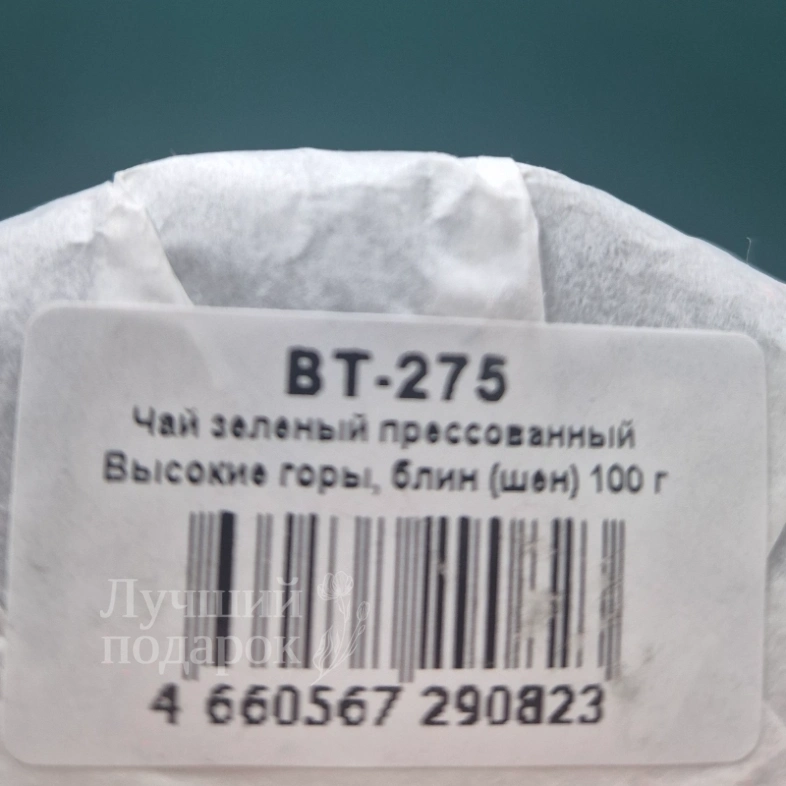 BT-275
Чай зеленый прессованный
Высокие горы, блин (шен) 100 г
Лучший
подарок
4 660567 290823